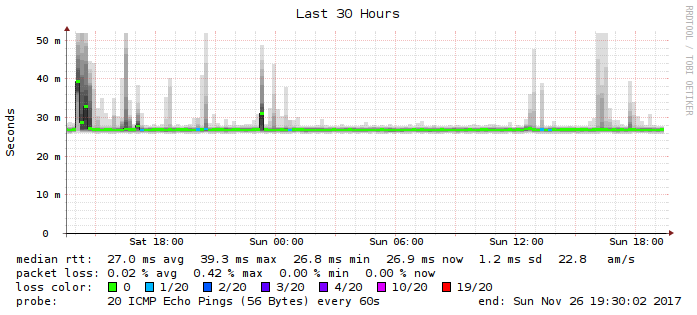 Last 30 Hours
RRDTOOL / TOBI OETIKER
Seconds
50 m
40 m
30 m
20 m
10 m
0
Sat 18:00 Sun 00:00 Sun 06:00 Sun 12:00 Sun 18:00
median rtt: 27.0 ms avg 39.3 ms max 26.8 ms min 26.9 ms now 1.2 ms sd 22.8 am/s
packet loss: 0.02 % avg 0.42 % max 0.00 % min 0.00 % now
loss color: 0 1/20 2/20 3/20 4/20 10/20 19/20
probe: 20 ICMP Echo Pings (56 Bytes) every 60s end: Sun Nov 26 19:30:02 2017